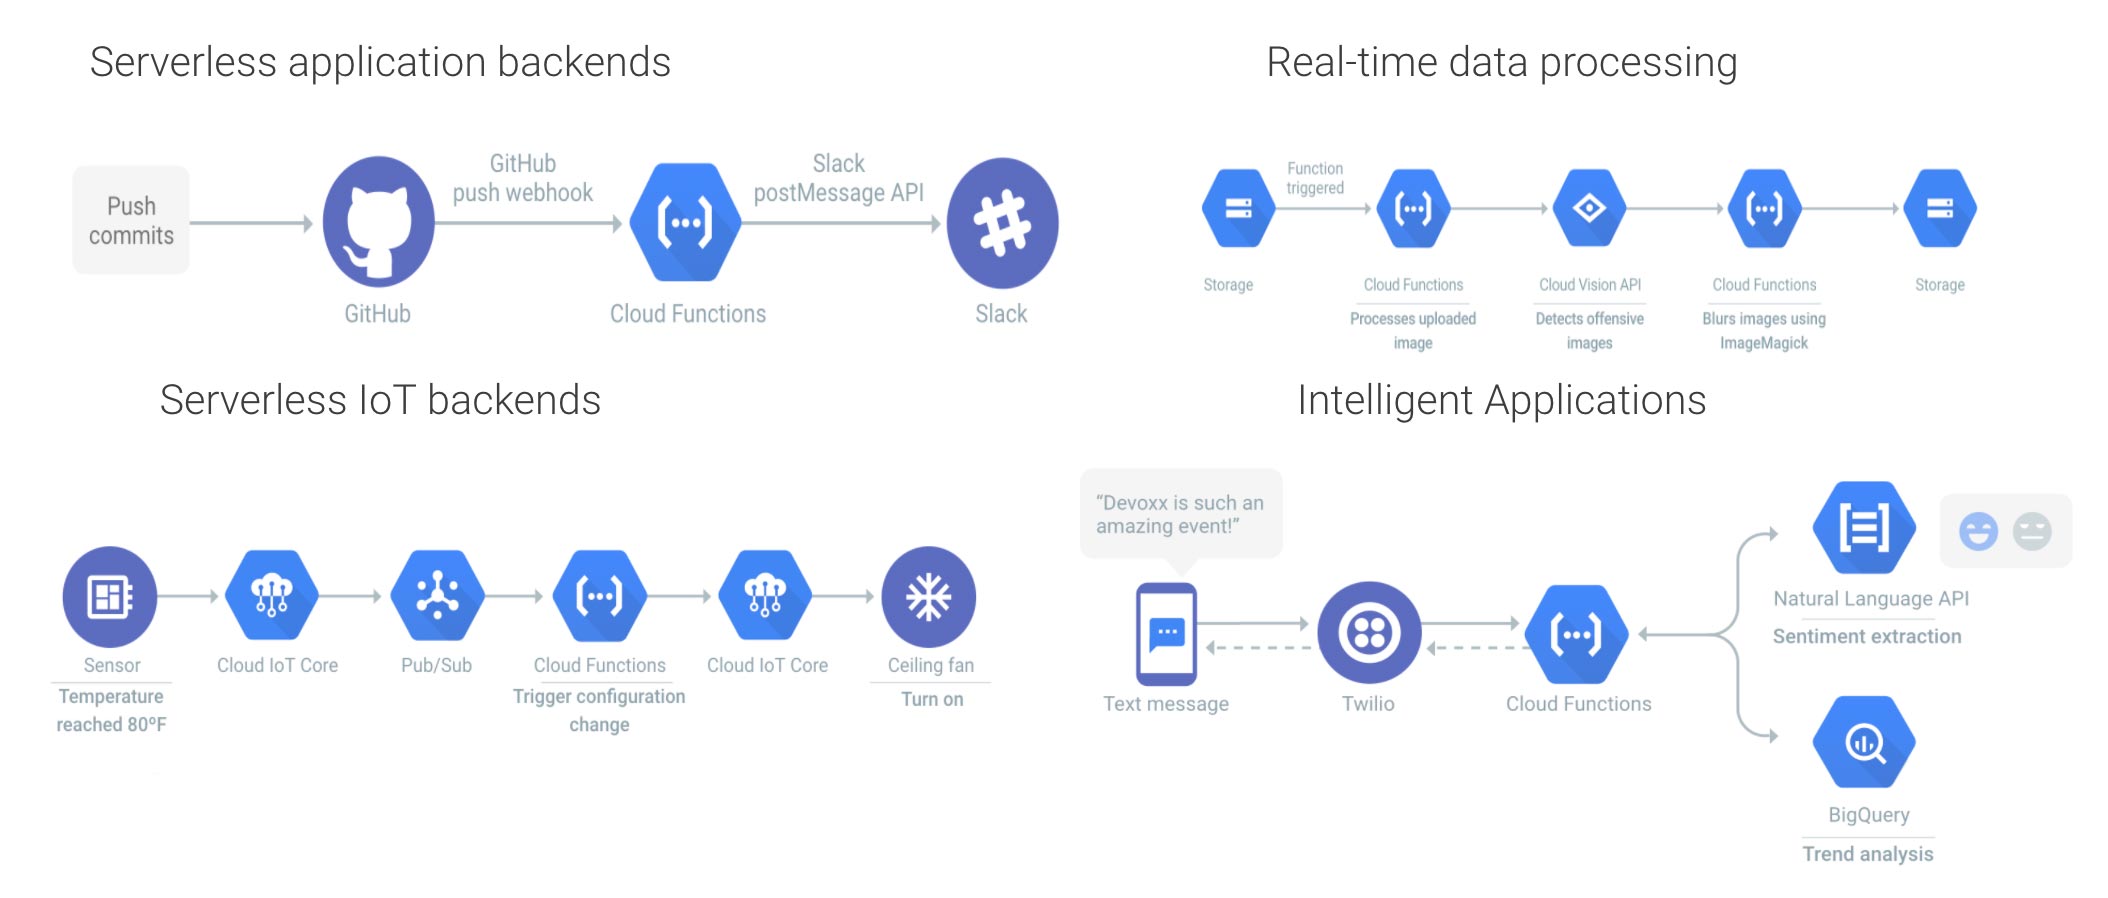 Serverless application backends
Push
commits
GitHub
push webhook
Slack
postMessage API
GitHub
Cloud Functions
Slack
Real-time data processing
Function
triggered
Storage
Cloud Functions
Processes uploaded
image
Cloud Vision API
Detects offensive
images
Cloud Functions
Blurs images using
ImageMagick
Storage
Serverless IoT backends
Sensor
Temperature
reached 80ºF
Cloud IoT Core
Pub/Sub
Cloud Functions
Trigger configuration
change
Cloud IoT Core
Ceiling fan
Turn on
Intelligent Applications
“Devoxx is such an
amazing event!”
Text message
Twilio
Cloud Functions
Natural Language API
Sentiment extraction
BigQuery
Trend analysis